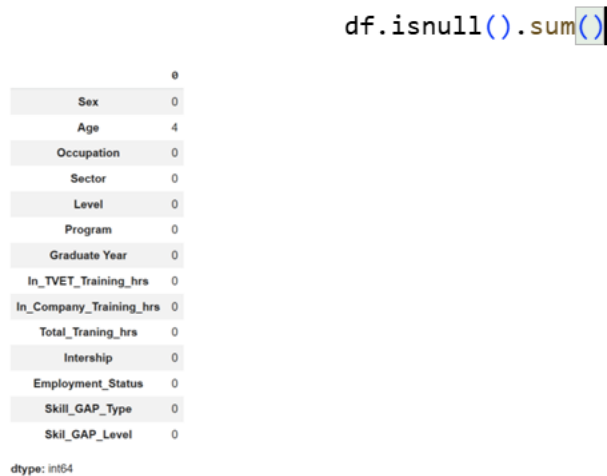 df.isnull().sum()
0
Sex 0
Age 4
Occupation 0
Sector 0
Level 0
Program 0
Graduate Year 0
In_TVET_Training_hrs 0
In_Company_Training_hrs 0
Total_Traning_hrs 0
Intership 0
Employment_Status 0
Skill_GAP_Type 0
Skil_GAP_Level 0
dtype: int64